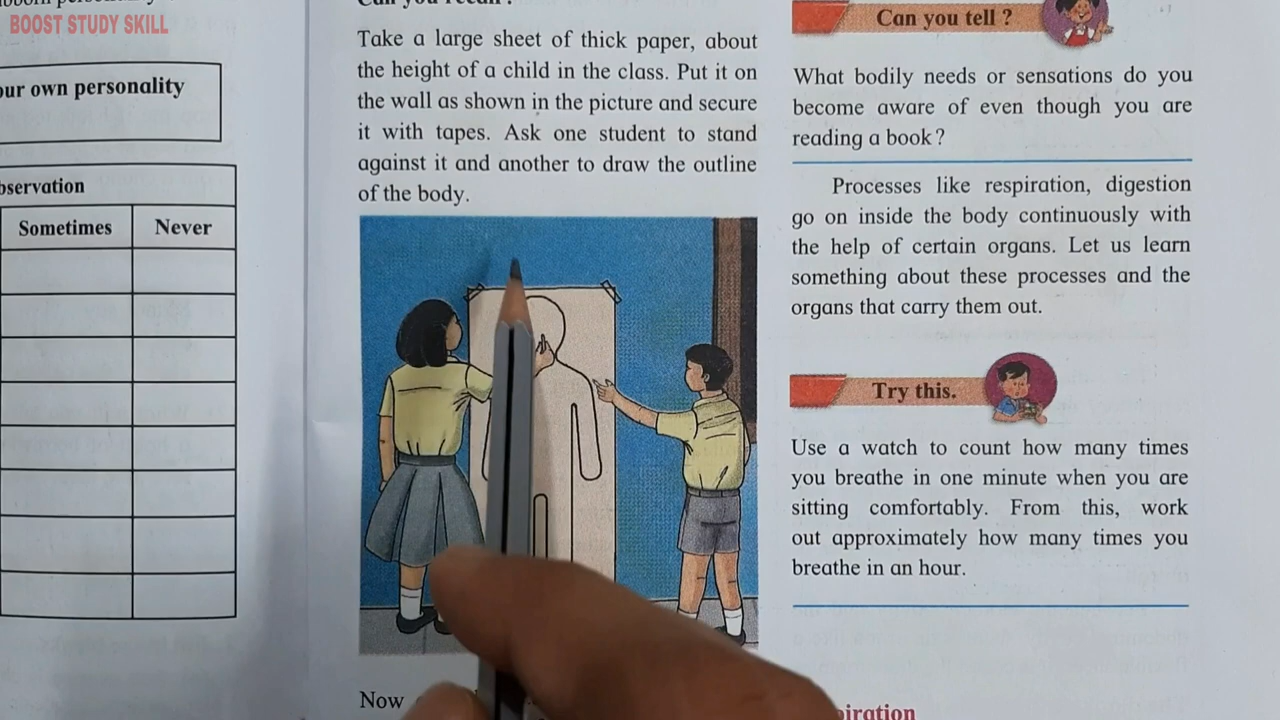 BOOST STUDY SKILL
own personality
Sometimes
Never
Take a large sheet of thick paper, about
the height of a child in the class. Put it on
the wall as shown in the picture and secure
it with tapes. Ask one student to stand
against it and another to draw the outline
of the body.
Now
Can you tell ?
What bodily needs or sensations do you
become aware of even though you are
reading a book?
Processes like respiration, digestion
go on inside the body continuously with
the help of certain organs. Let us learn
something about these processes and the
organs that carry them out.
Try this.
Use a watch to count how many times
you breathe in one minute when you are
sitting comfortably. From this, work
out approximately how many times you
breathe in an hour.